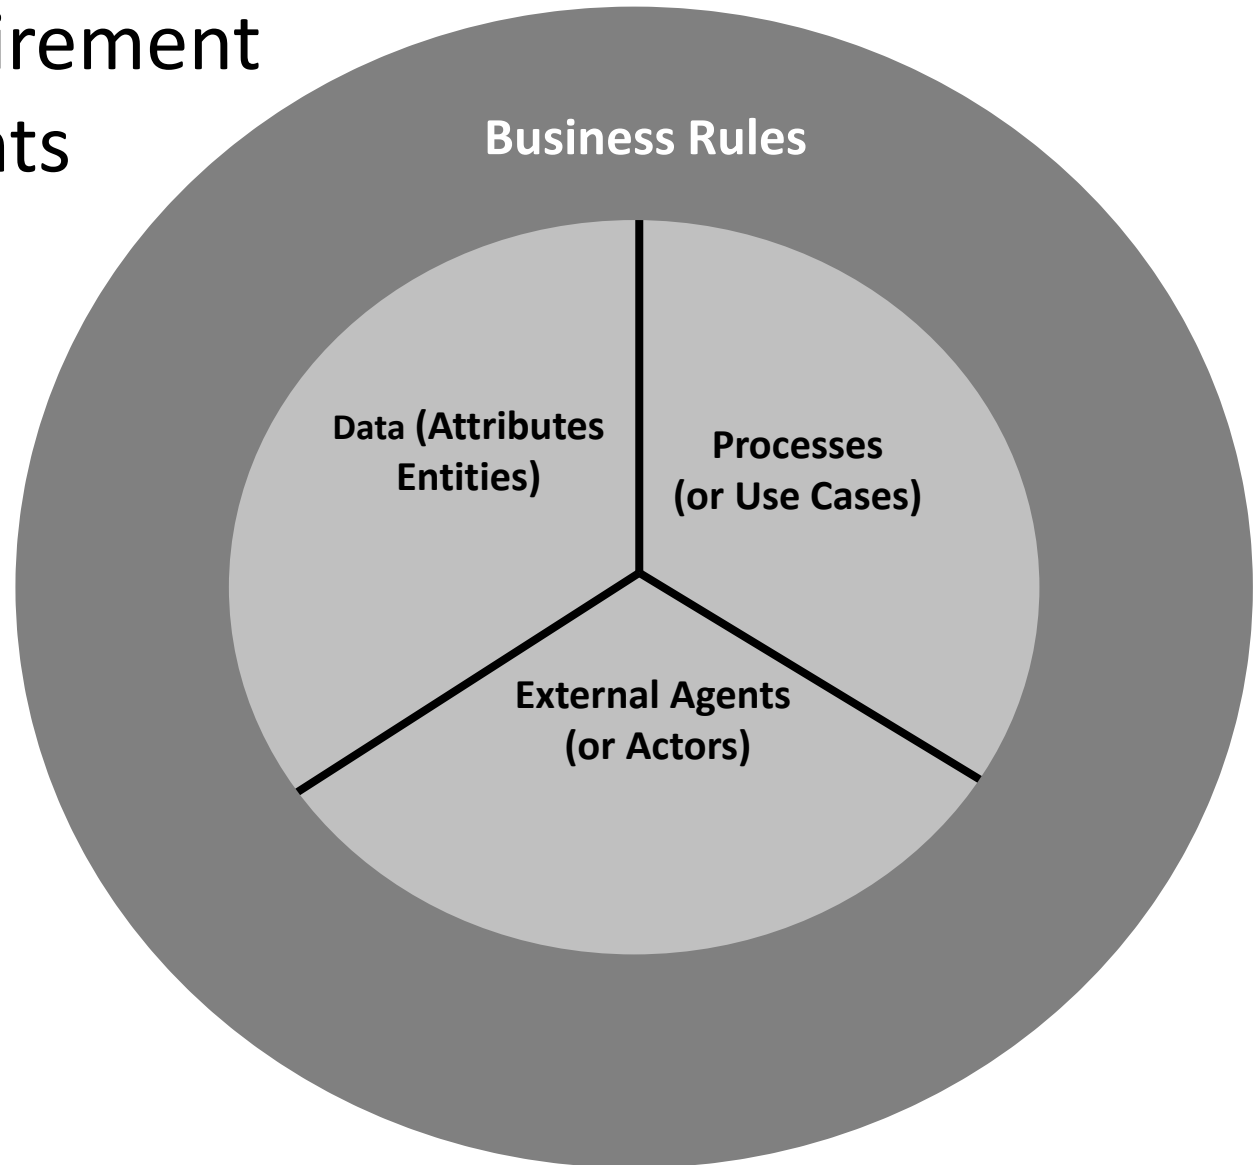 irement
nts
Business Rules
Data (Attributes
Entities)
Processes
(or Use Cases)
External Agents
(or Actors)